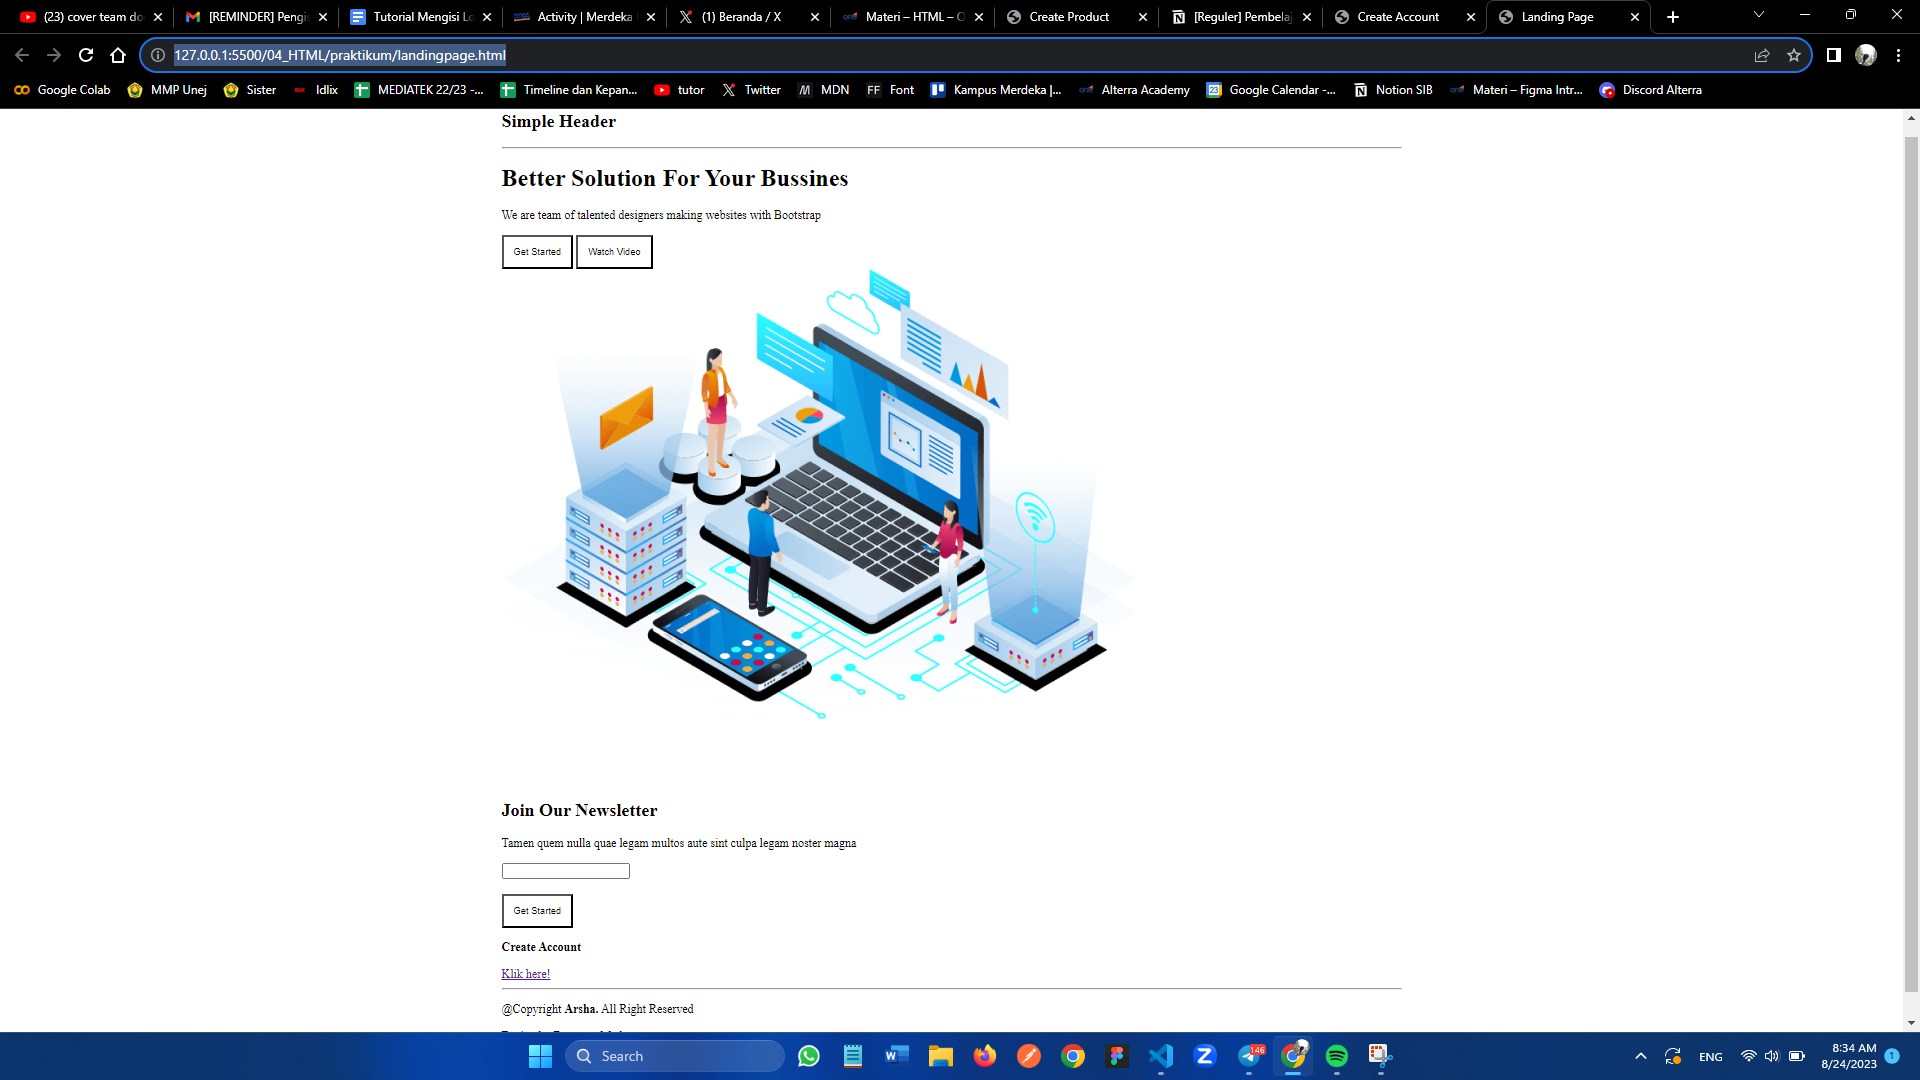 (23) cover team do
[REMINDER] Pengis
Tutorial Mengisi Lo
Activity | Merdeka
(1) Beranda / X
Materi – HTML – O
Create Product
[Reguler] Pembelaj
Create Account
Landing Page
127.0.0.1:5500/04_HTML/praktikum/landingpage.html
Google Colab
MMP Unej
Sister
Idlix
MEDIATEK 22/23 -...
Timeline dan Kepan...
tutor
Twitter
MDN
FF Font
Kampus Merdeka |...
Alterra Academy
Google Calendar -...
Notion SIB
Materi – Figma Intr...
Discord Alterra
Simple Header
Better Solution For Your Bussines
We are team of talented designers making websites with Bootstrap
Get Started Watch Video
Join Our Newsletter
Tamen quem nulla quae legam multos aute sint culpa legam noster magna
Get Started
Create Account
Klik here!
@Copyright Arsha. All Right Reserved
Search
146
ENG
8:34 AM
8/24/2023
1